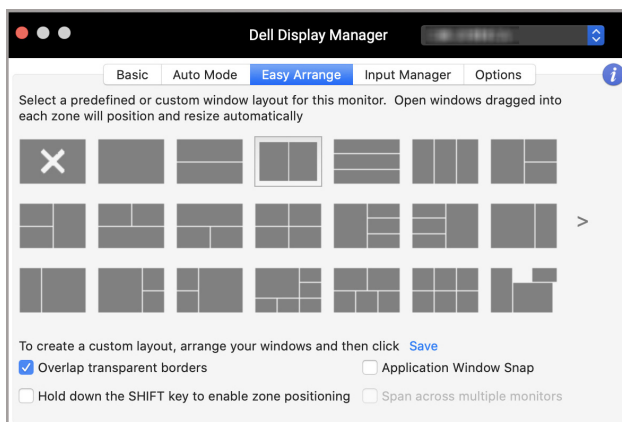 Dell Display Manager
Basic Auto Mode Easy Arrange Input Manager Options
Select a predefined or custom window layout for this monitor. Open windows dragged into
each zone will position and resize automatically
To create a custom layout, arrange your windows and then click Save
Overlap transparent borders
Application Window Snap
Hold down the SHIFT key to enable zone positioning
Span across multiple monitors